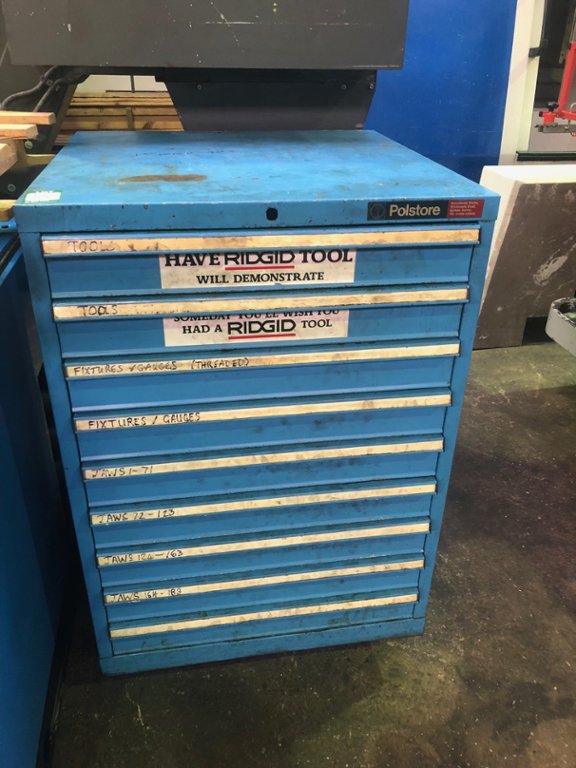 Polstore
TOOLS
HAVE RIDGID TOOL
WILL DEMONSTRATE
TOOLS
SOMEDAY YOU'LL WISH YOU
HAD A RIDGID TOOL
FIXTURES & GAUGES (THREADED)
FIXTURES / GAUGES
JAWS 1-71
JAWS 72-123
JAWS 124-163
JAWS 164-182